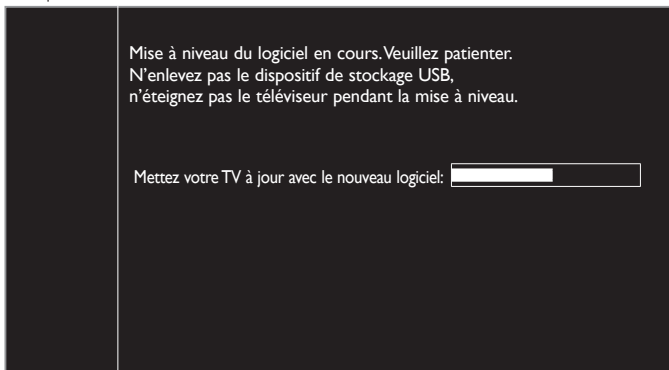 Mise à niveau du logiciel en cours. Veuillez patienter.
N’enlevez pas le dispositif de stockage USB,
n’éteignez pas le téléviseur pendant la mise à niveau.
Mettez votre TV à jour avec le nouveau logiciel: